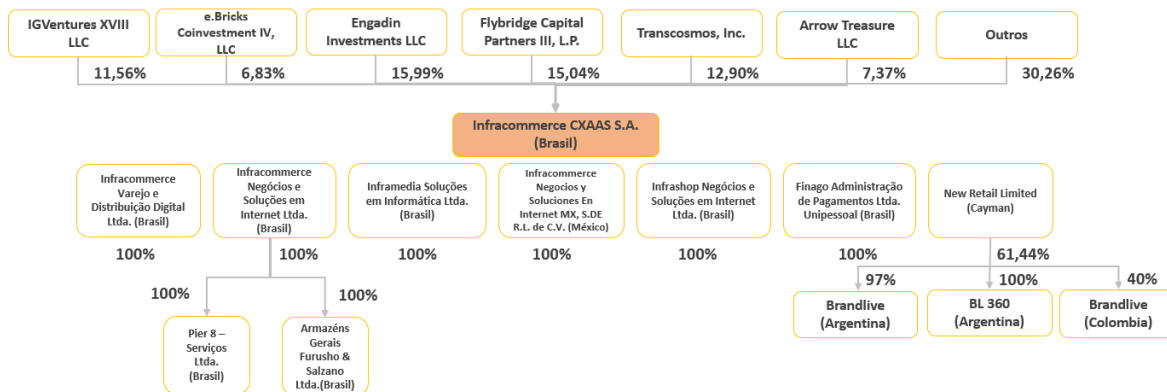 IGVentures XVIII
LLC
e.Bricks
Coinvestment IV,
LLC
Engadin
Investments LLC
Flybridge Capital
Partners III, L.P.
Transcosmos, Inc.
Arrow Treasure
LLC
Outros
11,56%
6,83%
15,99%
15,04%
12,90%
7,37%
30,26%
Infracommerce CXAAS S.A.
(Brasil)
Infracommerce
Varejo e
Distribuição Digital
Ltda. (Brasil)
Infracommerce
Negócios e
Soluções em
Internet Ltda.
(Brasil)
Inframedia Soluções
em Informática Ltda.
(Brasil)
Infracommerce
Negocios y
Soluciones En
Internet MX, S.DE
R.L. de C.V. (México)
Infrashop Negócios e
Soluções em Internet
Ltda. (Brasil)
Finago Administração
de Pagamentos Ltda.
Unipessoal (Brasil)
New Retail Limited
(Cayman)
100%
100%
100%
100%
100%
100%
61,44%
100%
100%
97%
100%
40%
Pier 8 –
Serviços
Ltda.
(Brasil)
Armazéns
Gerais
Furusho &
Salzano
Ltda.(Brasil)
Brandlive
(Argentina)
BL 360
(Argentina)
Brandlive
(Colombia)